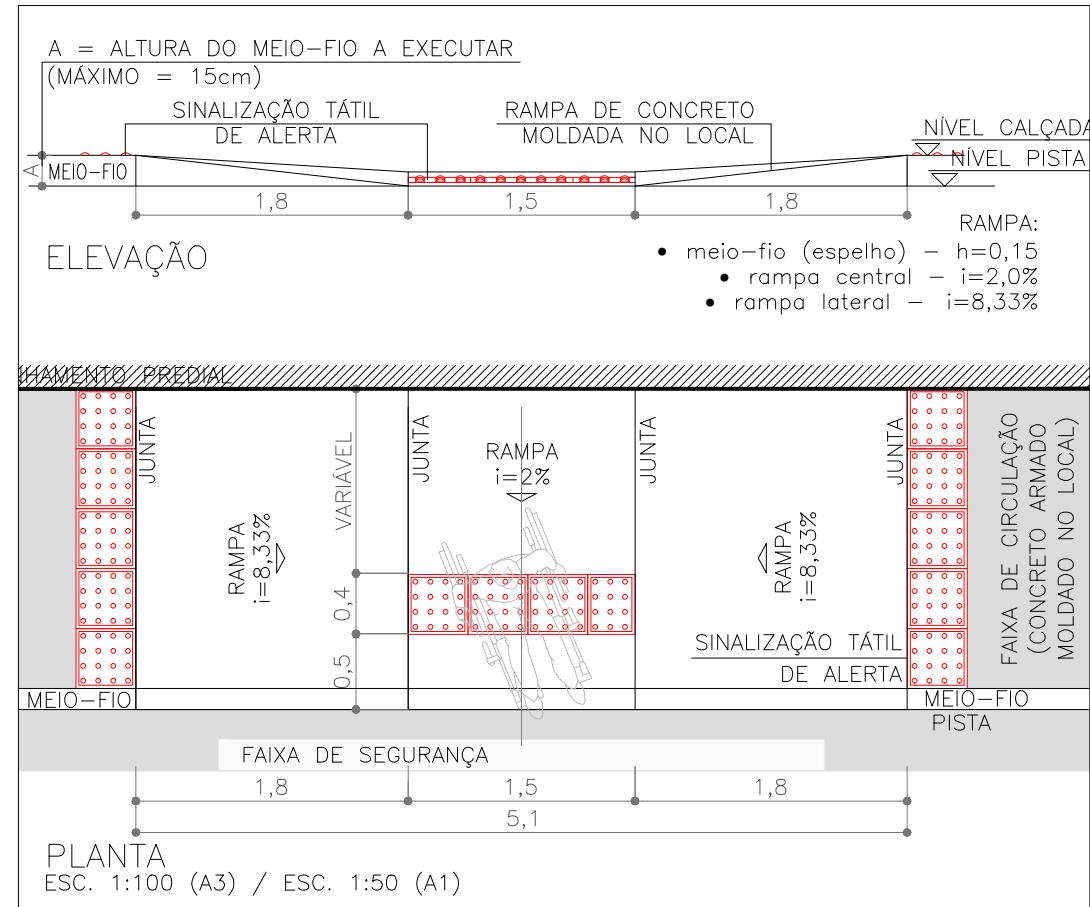 A = ALTURA DO MEIO-FIO A EXECUTAR
(MÁXIMO = 15cm)
SINALIZAÇÃO TÁTIL
DE ALERTA
RAMPA DE CONCRETO
MOLDADA NO LOCAL
NÍVEL CALÇADA
NÍVEL PISTA
A
MEIO-FIO
1,8
1,5
1,8
ELEVAÇÃO
RAMPA:
• meio-fio (espelho) - h=0,15
• rampa central - i=2,0%
• rampa lateral - i=8,33%
HAMENTO PREDIAL
JUNTA
VARIÁVEL
JUNTA
RAMPA
i=2%
JUNTA
JUNTA
RAMPA
i=8,33%
RAMPA
i=8,33%
FAIXA DE CIRCULAÇÃO
(CONCRETO ARMADO
MOLDADO NO LOCAL)
0,4
0,5
SINALIZAÇÃO TÁTIL
DE ALERTA
MEIO-FIO
MEIO-FIO
PISTA
FAIXA DE SEGURANÇA
1,8
1,5
1,8
5,1
PLANTA
ESC. 1:100 (A3) / ESC. 1:50 (A1)